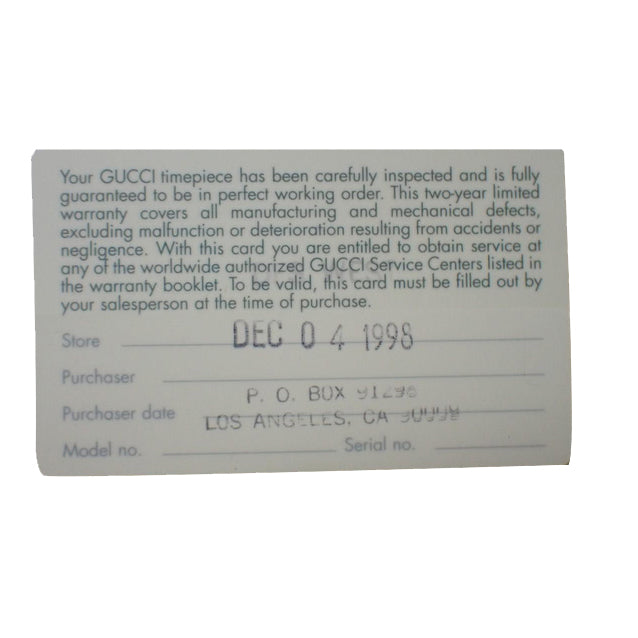 Your GUCCI timepiece has been carefully inspected and is fully
guaranteed to be in perfect working order. This two-year limited
warranty covers all manufacturing and mechanical defects,
excluding malfunction or deterioration resulting from accidents or
negligence. With this card you are entitled to obtain service at
any of the worldwide authorized GUCCI Service Centers listed in
the warranty booklet. To be valid, this card must be filled out by
your salesperson at the time of purchase.
Store DEC 04 1998
Purchaser
P. O. BOX
Purchaser date LOS ANGELES, CA
Model no. Serial no.